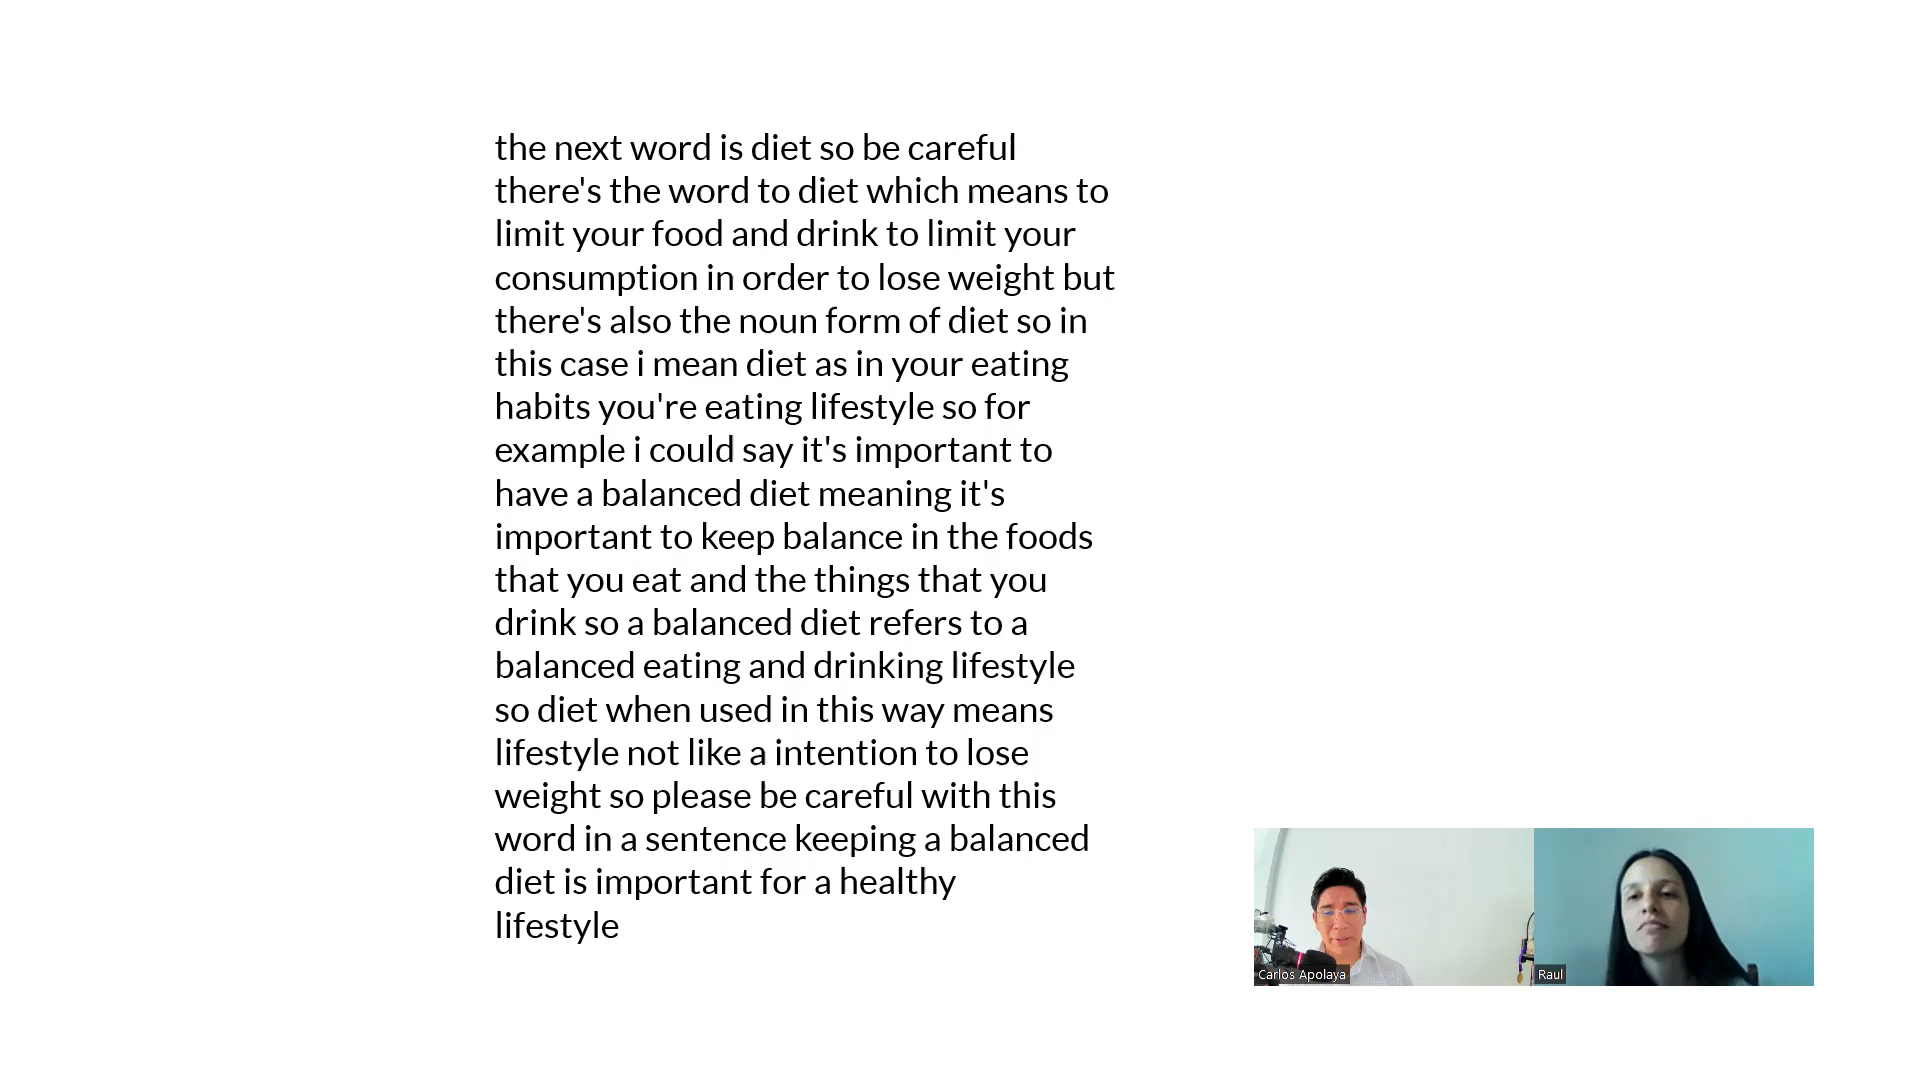 the next word is diet so be careful
there's the word to diet which means to
limit your food and drink to limit your
consumption in order to lose weight but
there's also the noun form of diet so in
this case i mean diet as in your eating
habits you're eating lifestyle so for
example i could say it's important to
have a balanced diet meaning it's
important to keep balance in the foods
that you eat and the things that you
drink so a balanced diet refers to a
balanced eating and drinking lifestyle
so diet when used in this way means
lifestyle not like a intention to lose
weight so please be careful with this
word in a sentence keeping a balanced
diet is important for a healthy
lifestyle
Carlos Apolaya
Raul